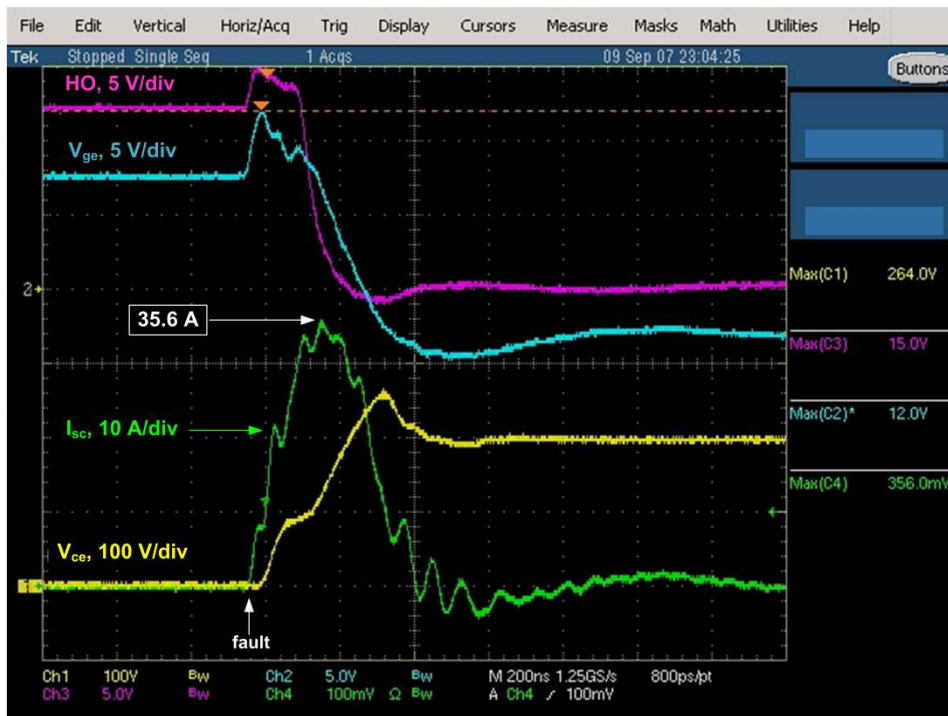 File Edit Vertical Horiz/Acq Trig Display Cursors Measure Masks Math Utilities Help
Tek Stopped Single Seq 1 Acqs 09 Sep 07 23:04:25
Buttons
HO, 5 V/div
Vge, 5 V/div
Max(C1) 264.0V
2
35.6 A
Max(C3) 15.0V
Max(C2)* 12.0V
Isc, 10 A/div
Max(C4) 356.0mV
Vce, 100 V/div
1
fault
Ch1 100V Bw Ch2 5.0V Bw M 200ns 1.25GS/s 800ps/pt
Ch3 5.0V Bw Ch4 100mV Ω Bw A Ch4 ∕ 100mV